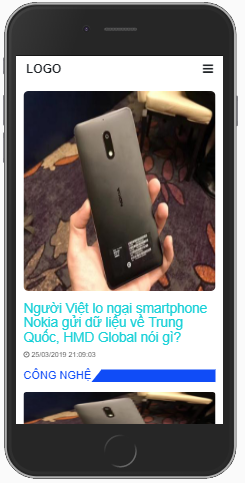 LOGO
NOKIA
Người Việt lo ngại smartphone
Nokia gửi dữ liệu về Trung
Quốc, HMD Global nói gì?
25/03/2019 21:09:03
CÔNG NGHỆ